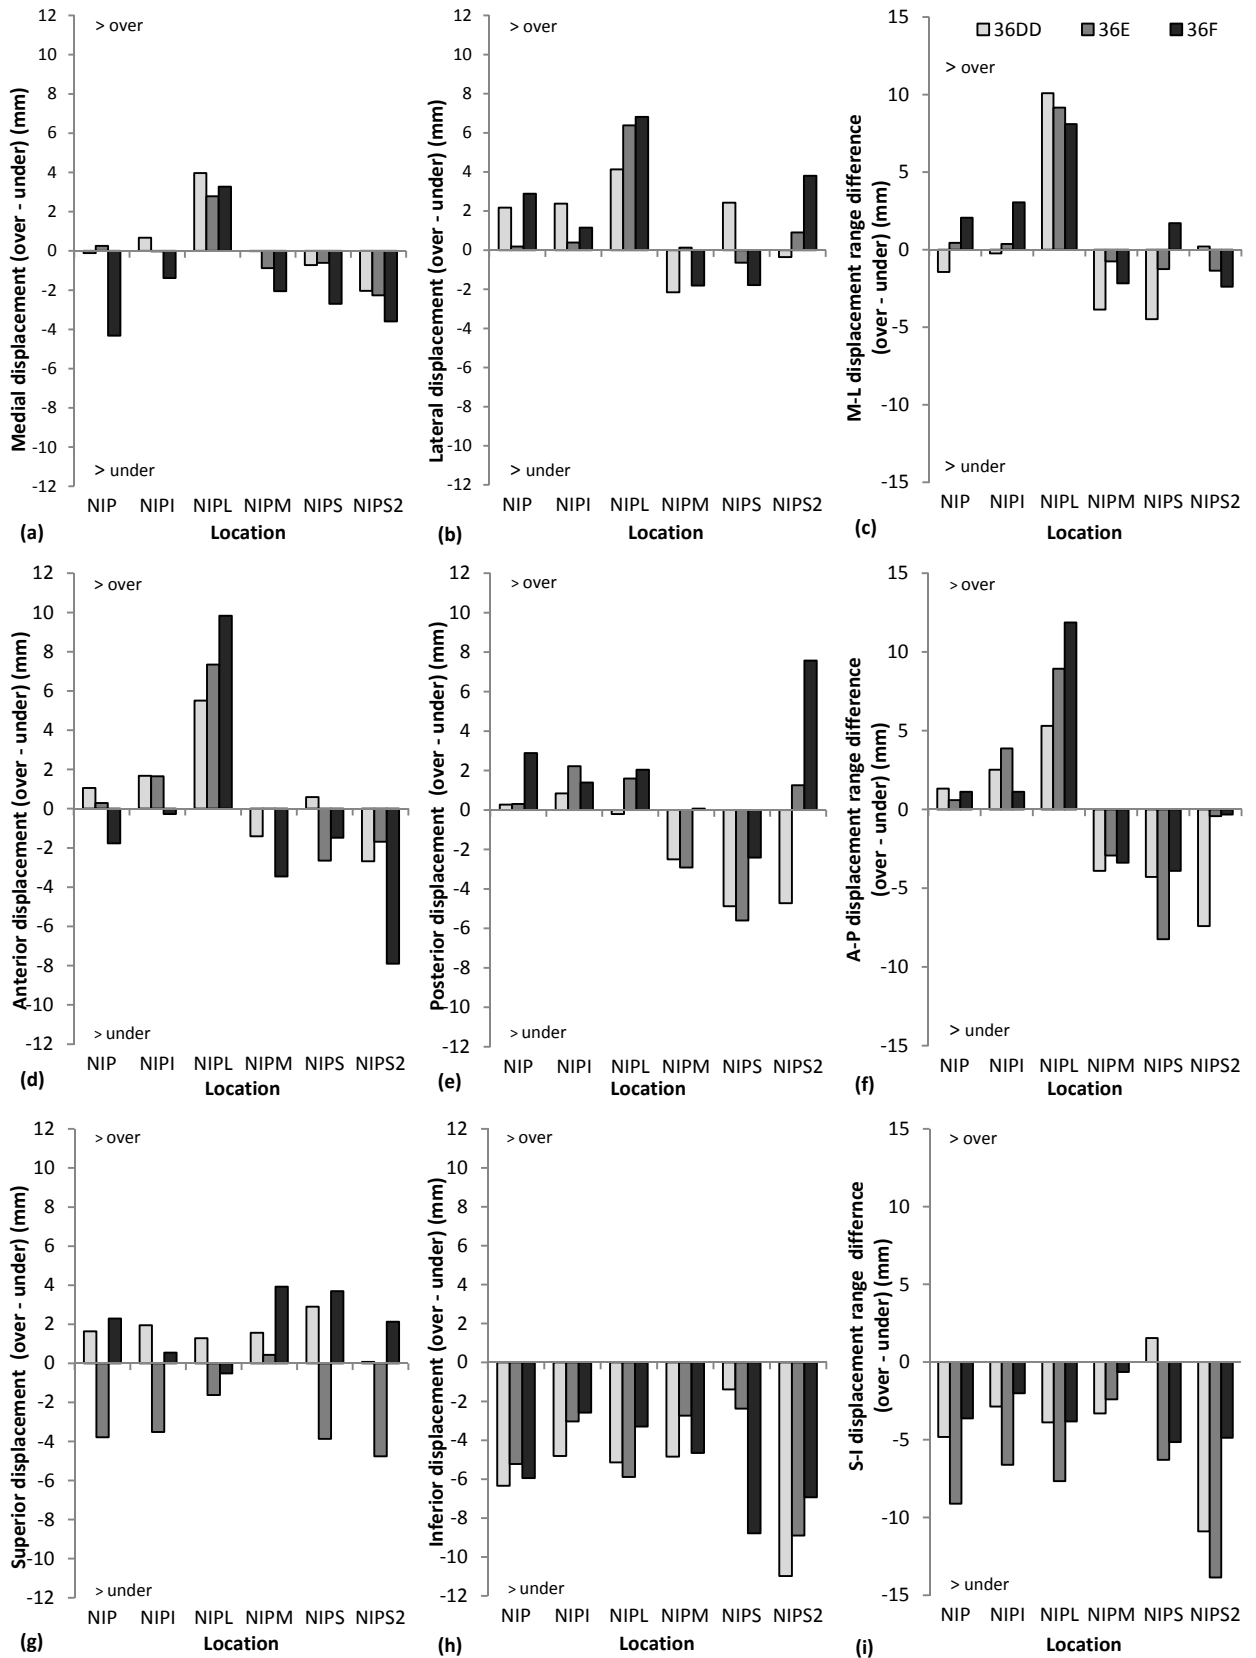 Medial displacement (over - under) (mm)
12
10
8
6
4
2
0
-2
-4
-6
-8
-10
-12
> over
> under
NIP NIPI NIPL NIPM NIPS NIPS2
(a)
Location
Lateral displacement (over - under) (mm)
12
10
8
6
4
2
0
-2
-4
-6
-8
-10
-12
> over
> under
NIP NIPI NIPL NIPM NIPS NIPS2
(b)
Location
M-L displacement range difference
(over - under) (mm)
15
10
5
0
-5
-10
-15
36DD 36E 36F
> over
> under
NIP NIPI NIPL NIPM NIPS NIPS2
(c)
Location
Anterior displacement (over - under) (mm)
12
10
8
6
4
2
0
-2
-4
-6
-8
-10
-12
> over
> under
NIP NIPI NIPL NIPM NIPS NIPS2
(d)
Location
Posterior displacement (over - under) (mm)
12
10
8
6
4
2
0
-2
-4
-6
-8
-10
-12
> over
> under
NIP NIPI NIPL NIPM NIPS NIPS2
(e)
Location
A-P displacement range difference
(over - under) (mm)
15
10
5
0
-5
-10
-15
> over
> under
NIP NIPI NIPL NIPM NIPS NIPS2
(f)
Location
Superior displacement (over - under) (mm)
12
10
8
6
4
2
0
-2
-4
-6
-8
-10
-12
> over
> under
NIP NIPI NIPL NIPM NIPS NIPS2
(g)
Location
Inferior displacement (over - under) (mm)
12
10
8
6
4
2
0
-2
-4
-6
-8
-10
-12
> over
> under
NIP NIPI NIPL NIPM NIPS NIPS2
(h)
Location
S-I displacement range differnce
(over - under) (mm)
15
10
5
0
-5
-10
-15
> over
> under
NIP NIPI NIPL NIPM NIPS NIPS2
(i)
Location